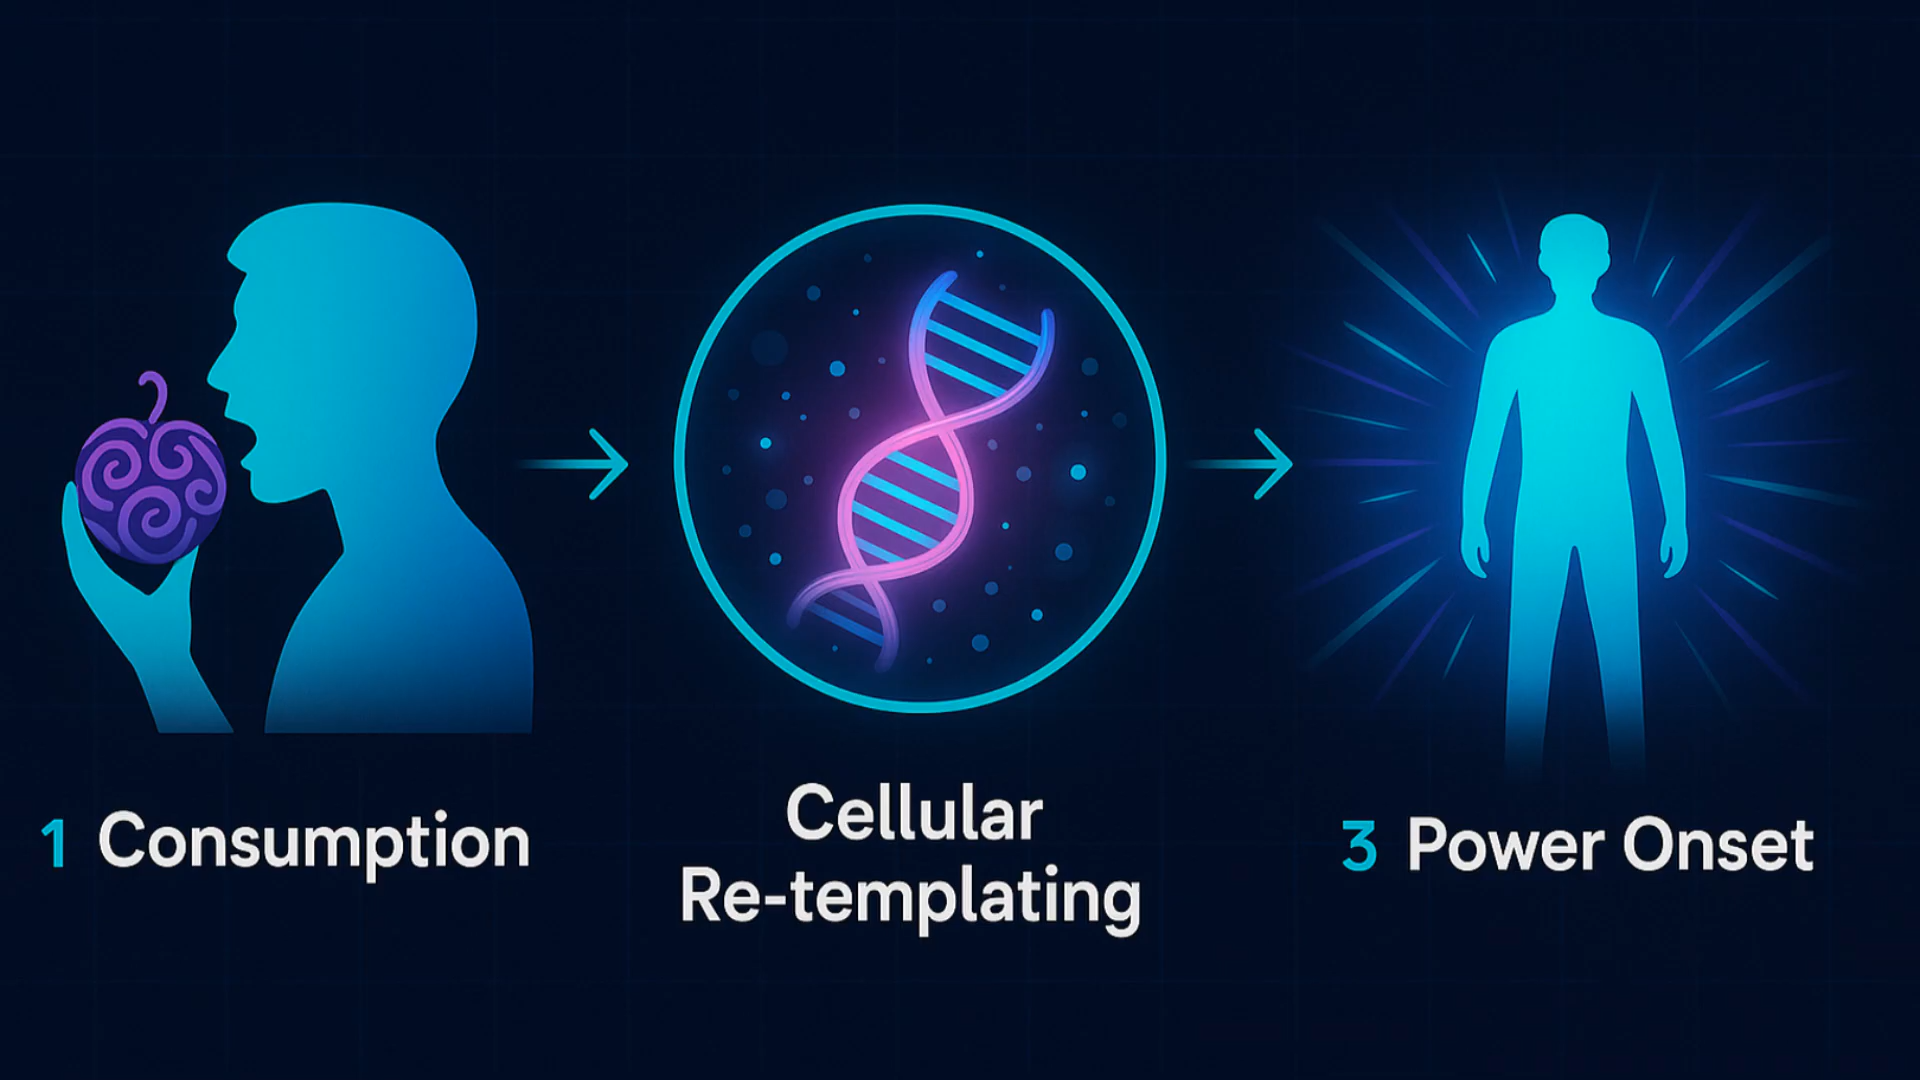 1 Consumption
Cellular
Re-templating
3 Power Onset